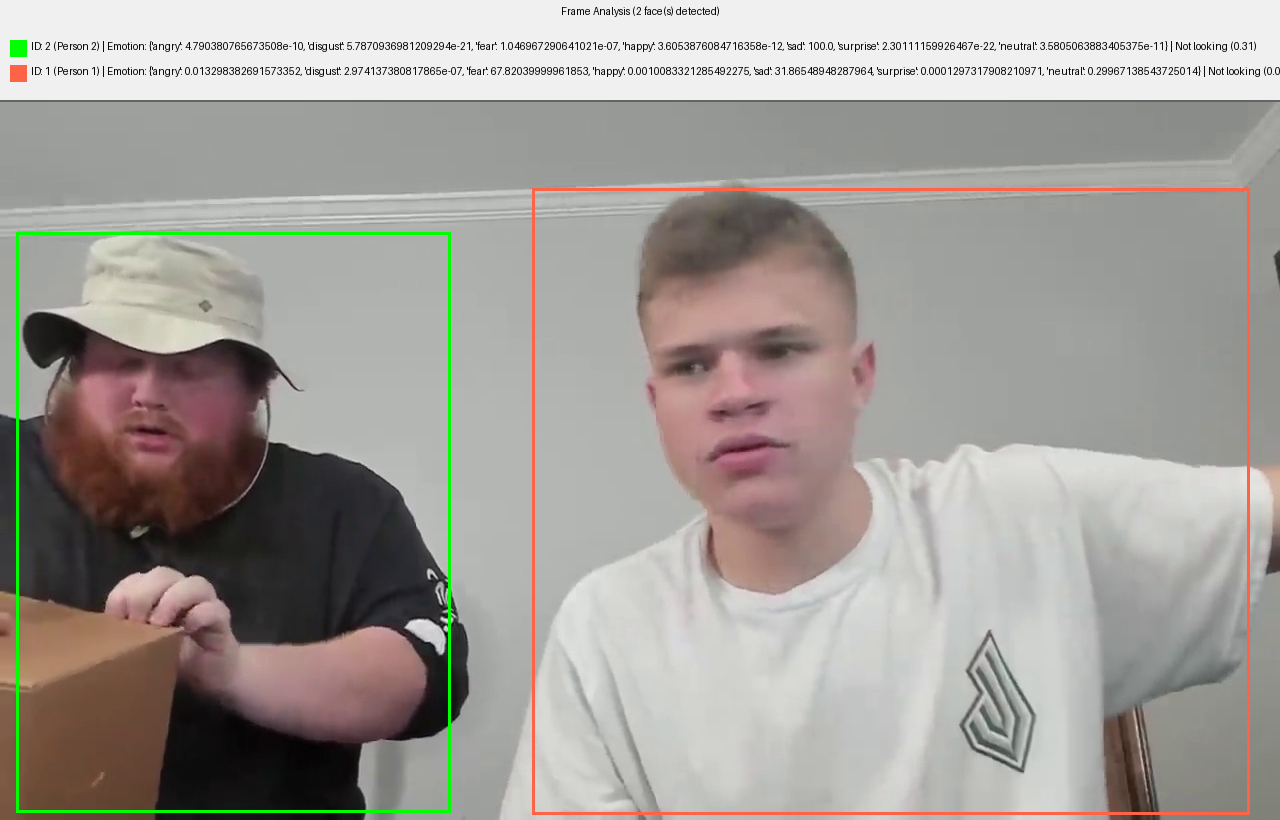 Frame Analysis (2 face(s) detected)
ID: 2 (Person 2) | Emotion: {'angry': 4.790380765673508e-10, 'disgust': 5.7870936981209294e-21, 'fear': 1.046967290641021e-07, 'happy': 3.6053876084716358e-12, 'sad': 100.0, 'surprise': 2.30111159926467e-22, 'neutral': 3.5805063883405375e-11} | Not looking (0.31)
ID: 1 (Person 1) | Emotion: {'angry': 0.013298382691573352, 'disgust': 2.974137380817865e-07, 'fear': 67.82039999961853, 'happy': 0.0010083321285492275, 'sad': 31.86548948287964, 'surprise': 0.0001297317908210971, 'neutral': 0.29967138543725014} | Not looking (0.0